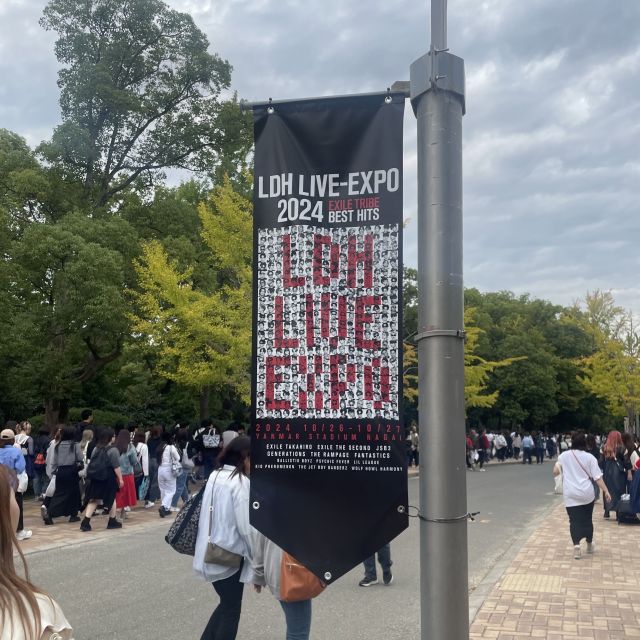 LDH LIVE-EXPO
2024 EXILE TRIBE
BEST HITS
LDH
LIVE
EXPO
2024 10/26-10/27
YANMAR STADIUM NAGAI
EXILE TAKAHIRO EXILE THE SECOND JSB3
GENERATIONS THE RAMPAGE FANTASTICS
BALLISTIK BOYZ PSYCHIC FEVER LIL LEAGUE
KID PHENOMENON THE JET BOY BANGERZ WOLF HOWL HARMONY